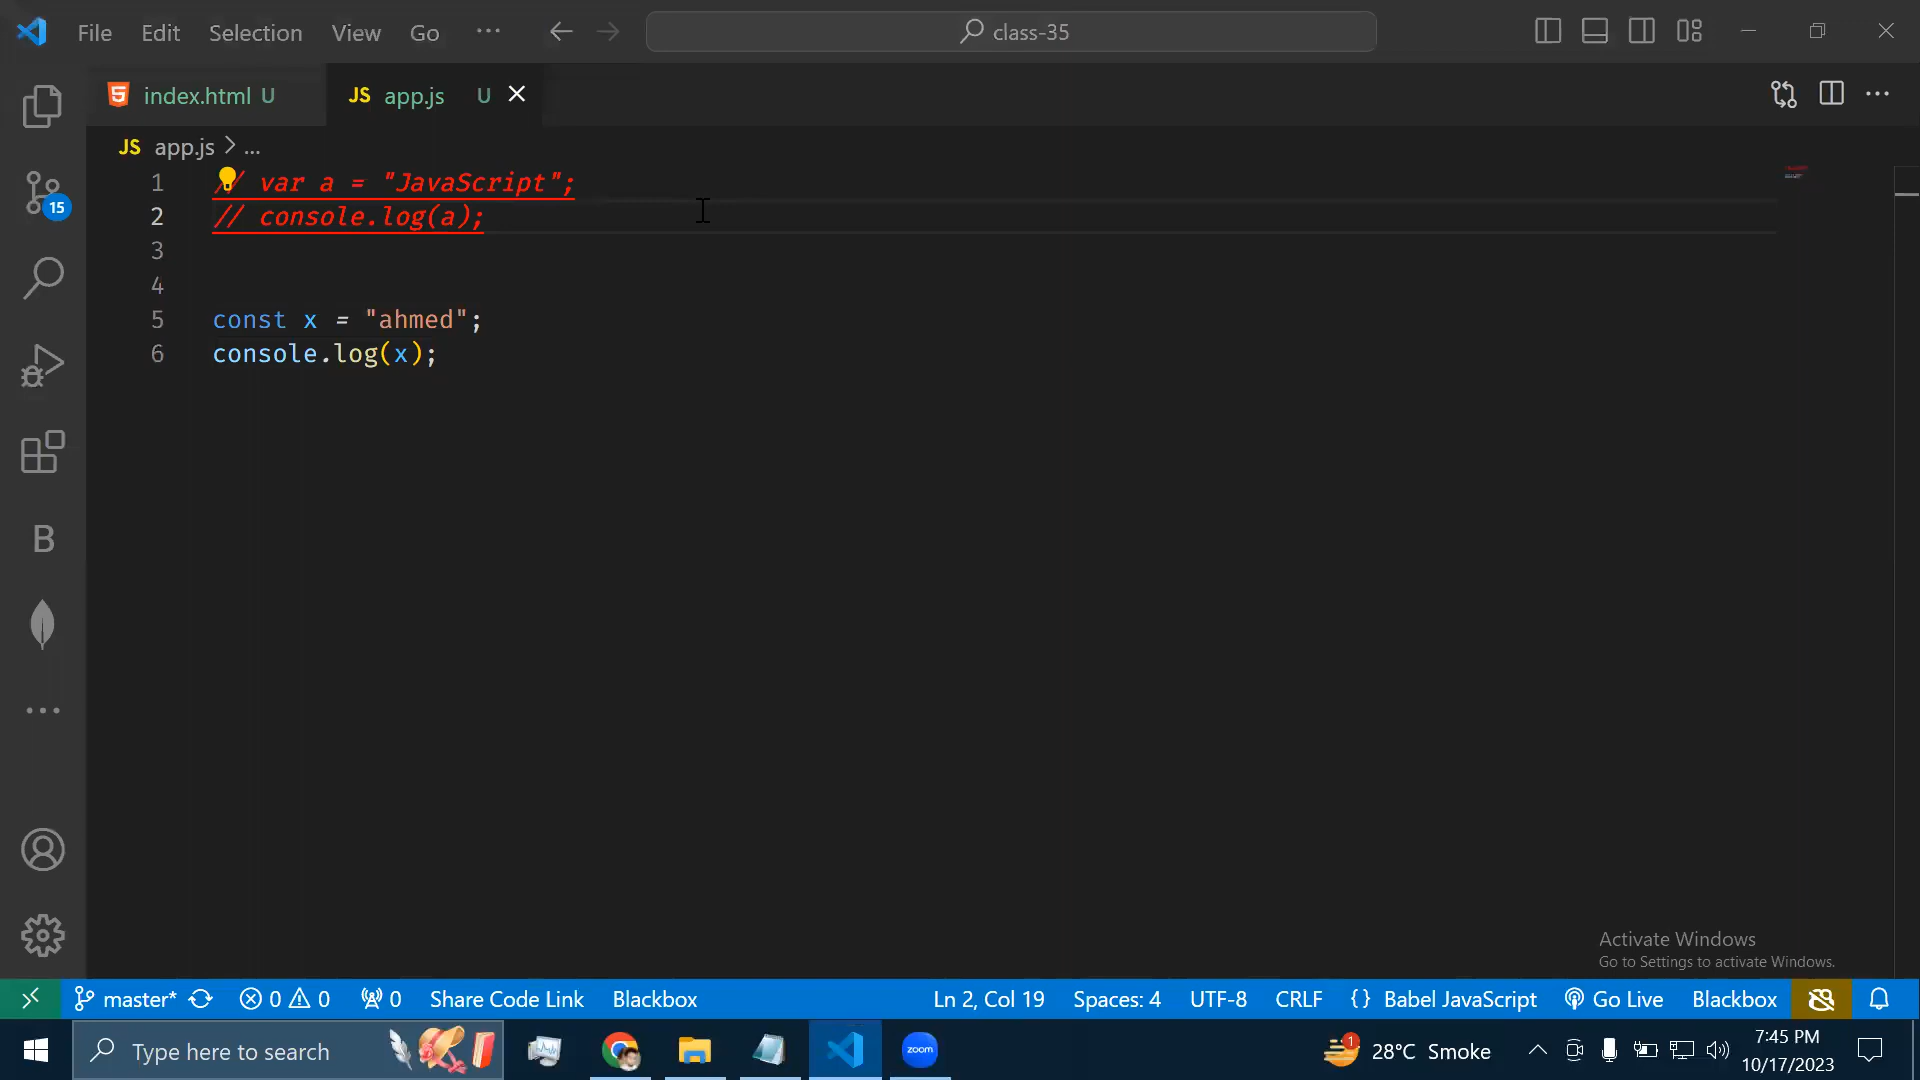 File Edit Selection View Go ... class-35
index.html U JS app.js U
JS app.js > ...
1 // var a = "JavaScript";
2 // console.log(a);
3
4
5 const x = "ahmed";
6 console.log(x);
15
B
Activate Windows
Go to Settings to activate Windows.
master* 0 0 0 Share Code Link Blackbox Ln 2, Col 19 Spaces: 4 UTF-8 CRLF {} Babel JavaScript Go Live Blackbox
Type here to search zoom 1 28°C Smoke 7:45 PM
10/17/2023